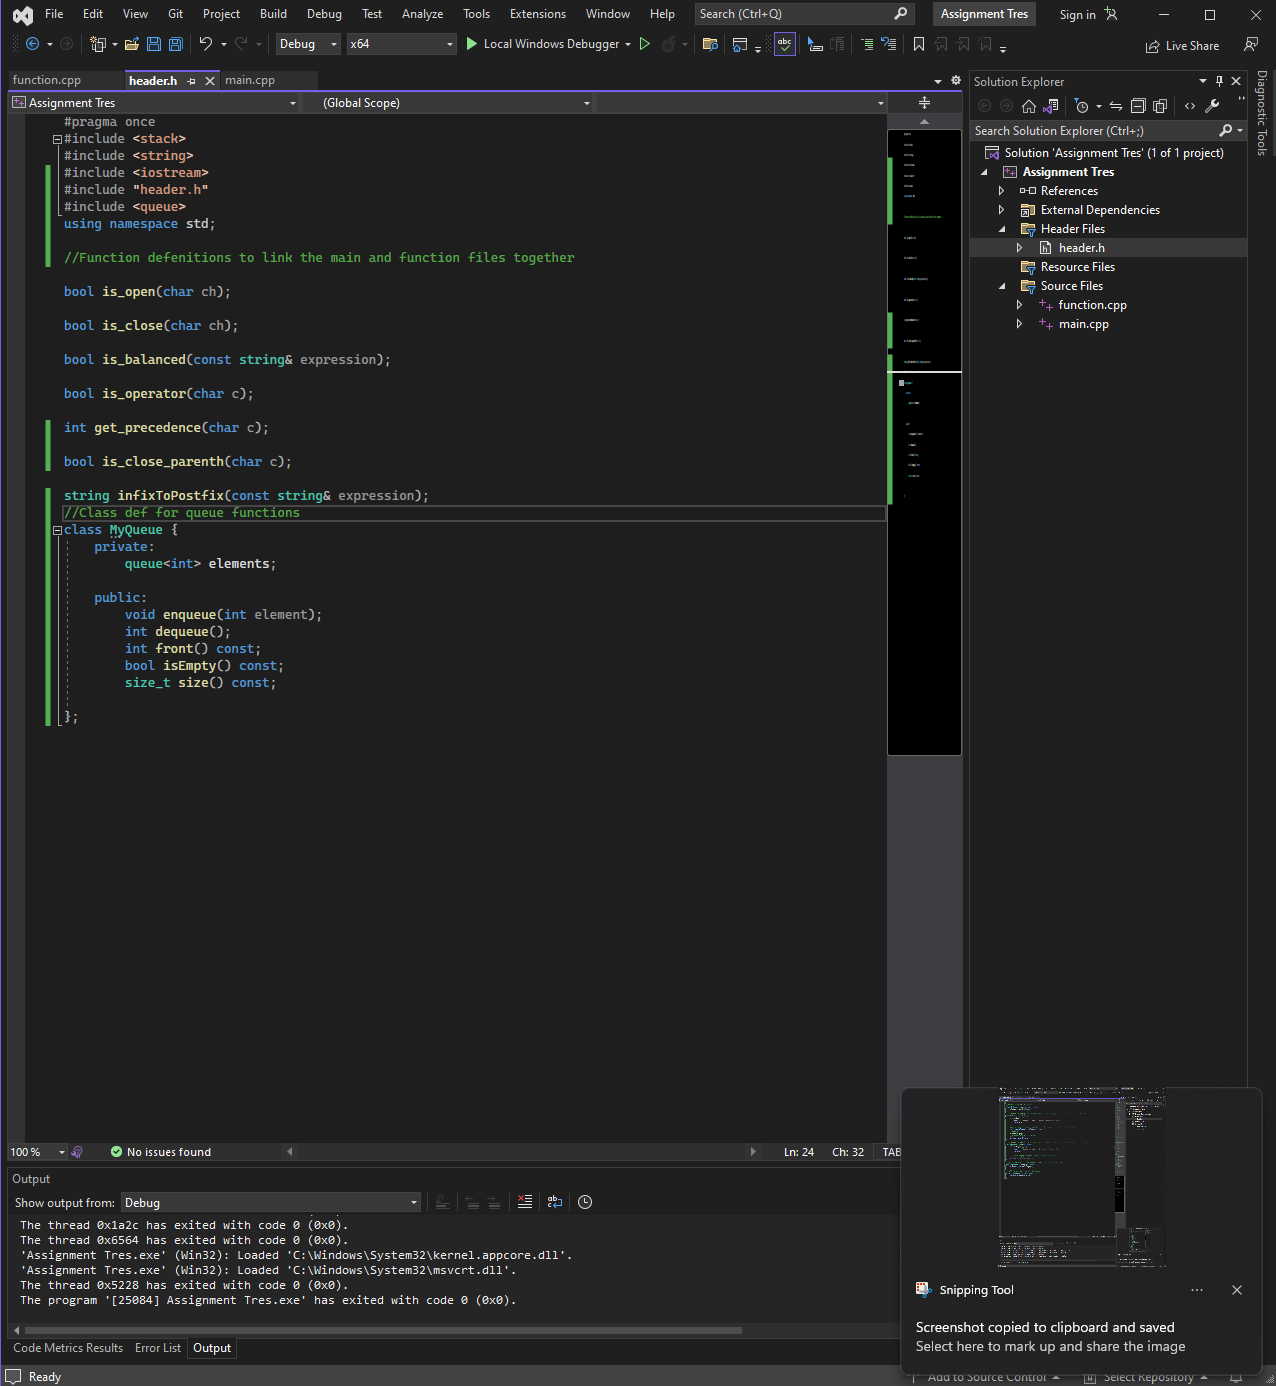 File Edit View Git Project Build Debug Test Analyze Tools Extensions Window Help Search (Ctrl+Q) Assignment Tres Sign in
Debug x64 Local Windows Debugger Live Share
function.cpp header.h main.cpp
Assignment Tres (Global Scope)
#pragma once
#include <stack>
#include <string>
#include <iostream>
#include "header.h"
#include <queue>
using namespace std;
//Function defenitions to link the main and function files together
bool is_open(char ch);
bool is_close(char ch);
bool is_balanced(const string& expression);
bool is_operator(char c);
int get_precedence(char c);
bool is_close_parenth(char c);
string infixToPostfix(const string& expression);
//Class def for queue functions
class MyQueue {
private:
queue<int> elements;
public:
void enqueue(int element);
int dequeue();
int front() const;
bool isEmpty() const;
size_t size() const;
};
Solution Explorer
Search Solution Explorer (Ctrl+;)
Solution 'Assignment Tres' (1 of 1 project)
Assignment Tres
References
External Dependencies
Header Files
header.h
Resource Files
Source Files
function.cpp
main.cpp
Diagnostic Tools
100 % No issues found Ln: 24 Ch: 32 TAB
Output
Show output from: Debug
The thread 0x1a2c has exited with code 0 (0x0).
The thread 0x6564 has exited with code 0 (0x0).
'Assignment Tres.exe' (Win32): Loaded 'C:\Windows\System32\kernel.appcore.dll'.
'Assignment Tres.exe' (Win32): Loaded 'C:\Windows\System32\msvcrt.dll'.
The thread 0x5228 has exited with code 0 (0x0).
The program '[25084] Assignment Tres.exe' has exited with code 0 (0x0).
Code Metrics Results Error List Output
Snipping Tool
Screenshot copied to clipboard and saved
Select here to mark up and share the image
Ready Add to Source Control Select Repository